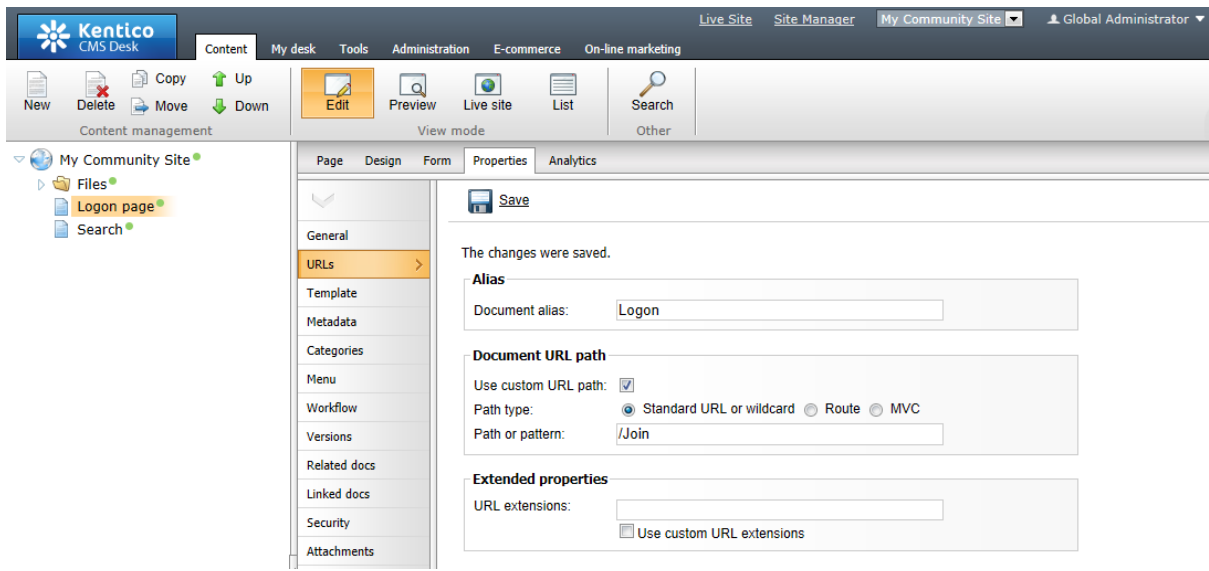 Live Site Site Manager My Community Site Global Administrator
Kentico
CMS Desk
Content My desk Tools Administration E-commerce On-line marketing
New Delete Copy Move Up Down
Content management
Edit Preview Live site List
View mode
Search
Other
My Community Site
Files
Logon page
Search
Page Design Form Properties Analytics
Save
General
URLs
Template
Metadata
Categories
Menu
Workflow
Versions
Related docs
Linked docs
Security
Attachments
The changes were saved.
Alias
Document alias: Logon
Document URL path
Use custom URL path:
Path type: Standard URL or wildcard Route MVC
Path or pattern: /Join
Extended properties
URL extensions:
Use custom URL extensions